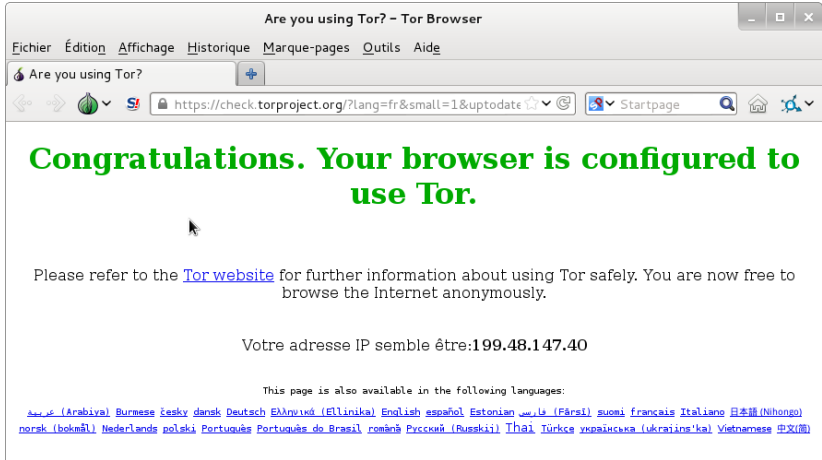 Are you using Tor? – Tor Browser
Fichier Édition Affichage Historique Marque-pages Outils Aide
Are you using Tor?
https://check.torproject.org/?lang=fr&small=1&uptodate Startpage
Congratulations. Your browser is configured to
use Tor.
Please refer to the Tor website for further information about using Tor safely. You are now free to
browse the Internet anonymously.
Votre adresse IP semble être:199.48.147.40
This page is also available in the following languages:
عربية (Arabiya) Burmese česky dansk Deutsch Ελληνικά (Ellinika) English español Estonian فارسی (Fārsī) suomi français Italiano 日本語 (Nihongo)
norsk (bokmål) Nederlands polski Português Português do Brasil română Русский (Russkij) Thai Türkçe українська (ukrajins'ka) Vietnamese 中文(简)